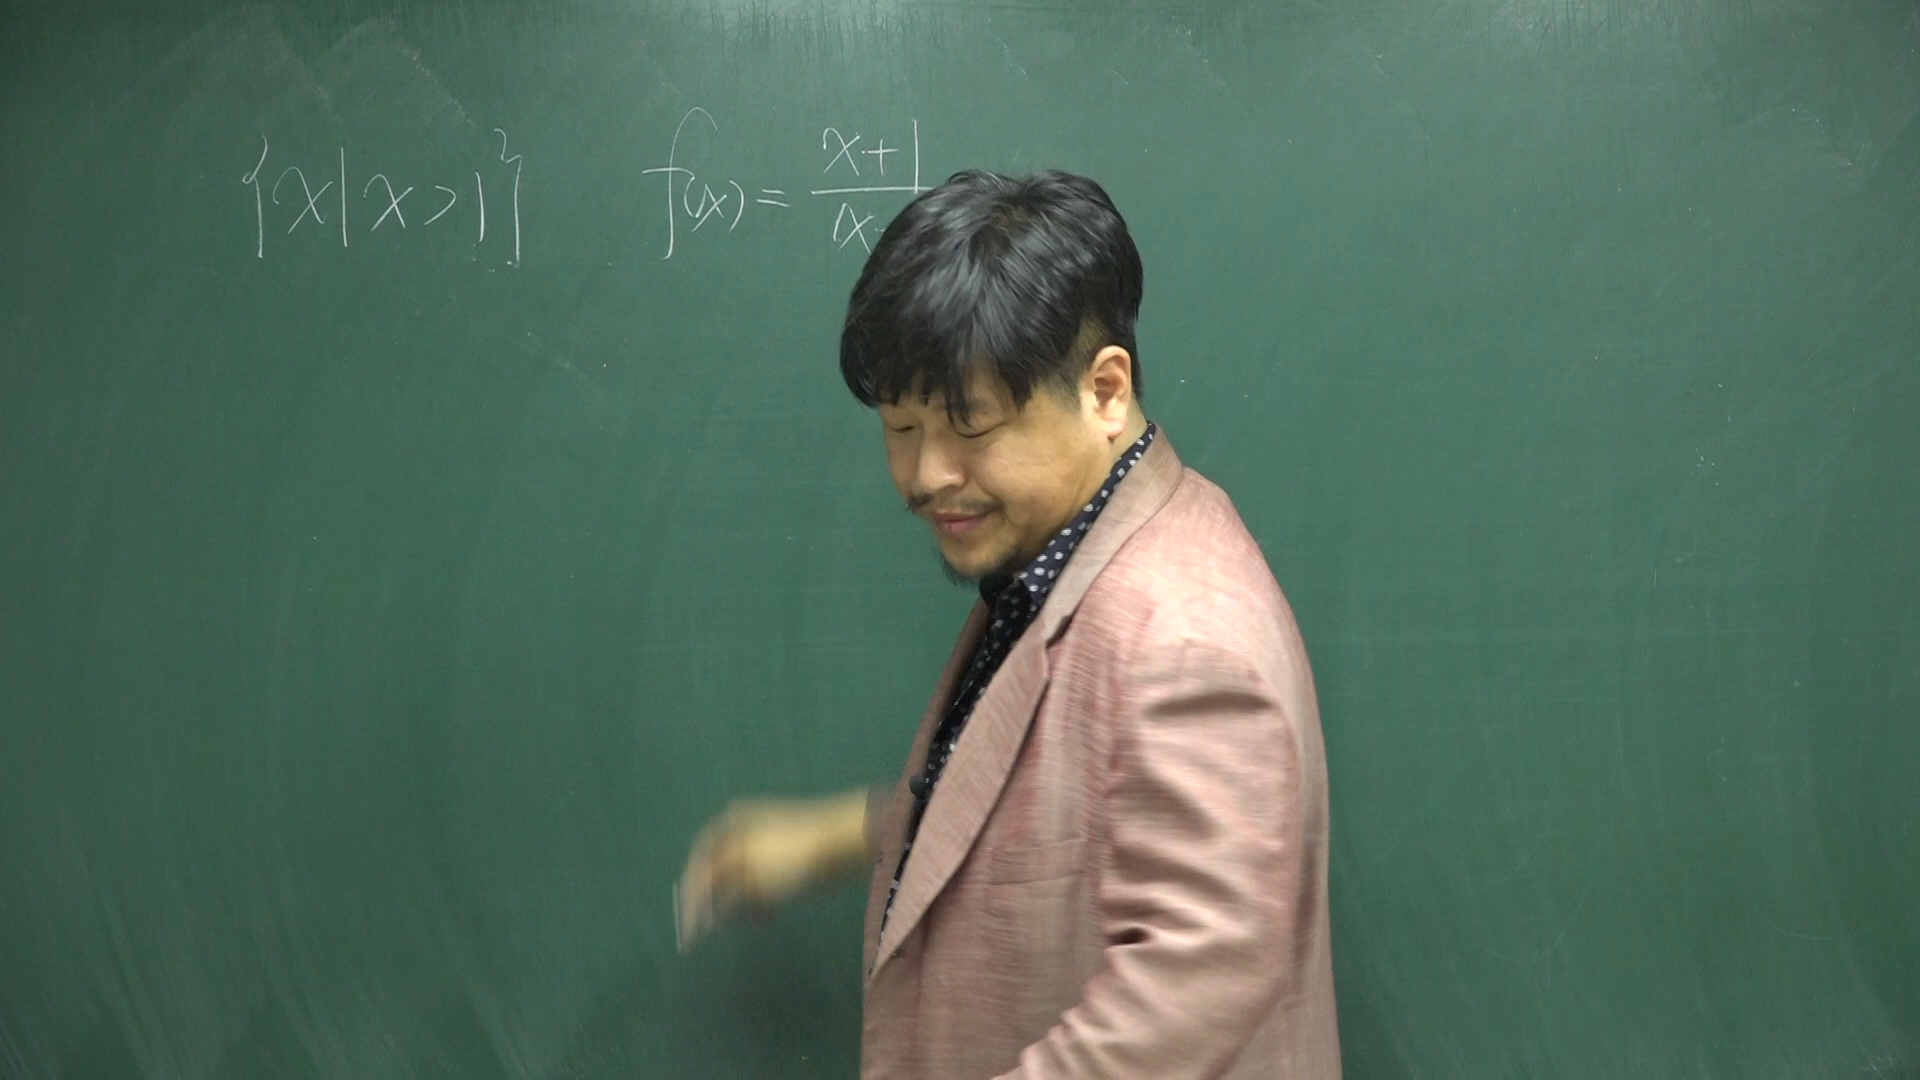 {x|x>1} f(x) = x+1